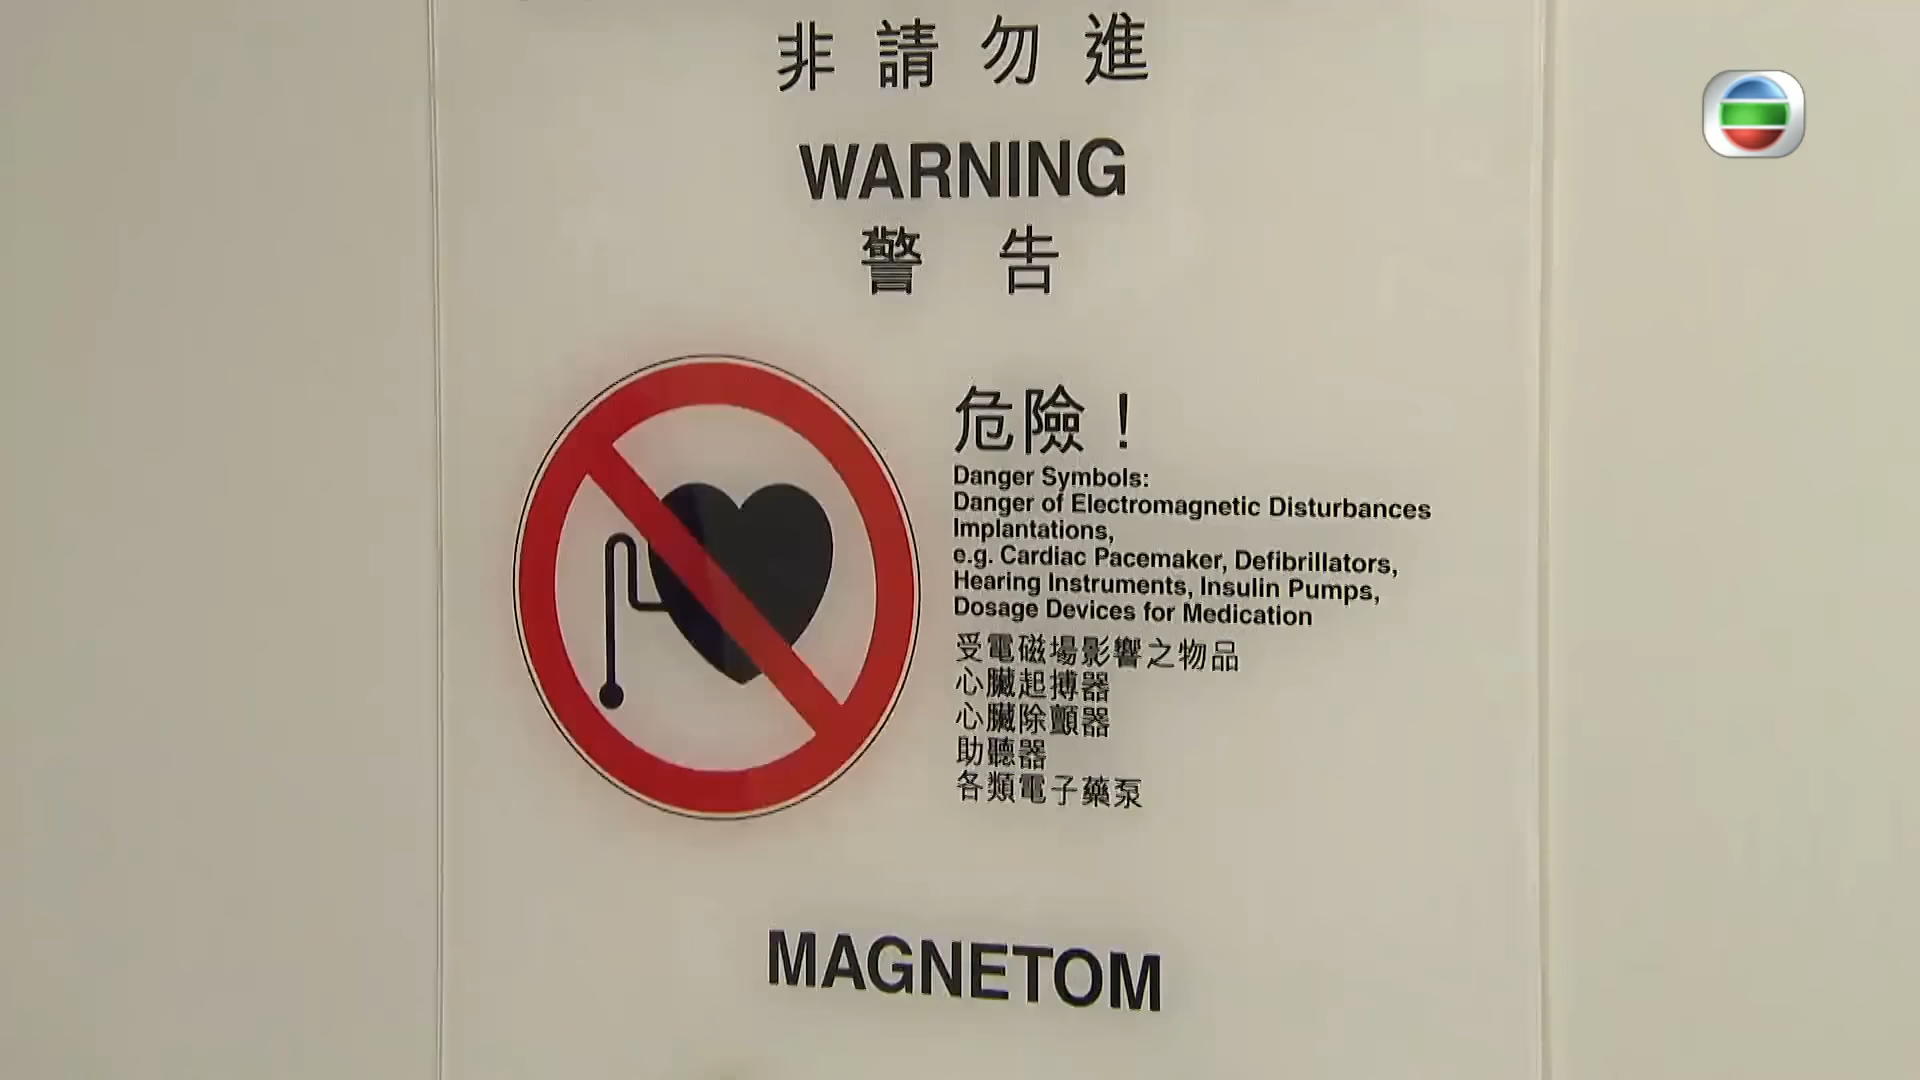 非請勿進
WARNING
警告
危險！
Danger Symbols:
Danger of Electromagnetic Disturbances
Implantations,
e.g. Cardiac Pacemaker, Defibrillators,
Hearing Instruments, Insulin Pumps,
Dosage Devices for Medication
受電磁場影響之物品
心臟起搏器
心臟除顫器
助聽器
各類電子藥泵
MAGNETOM